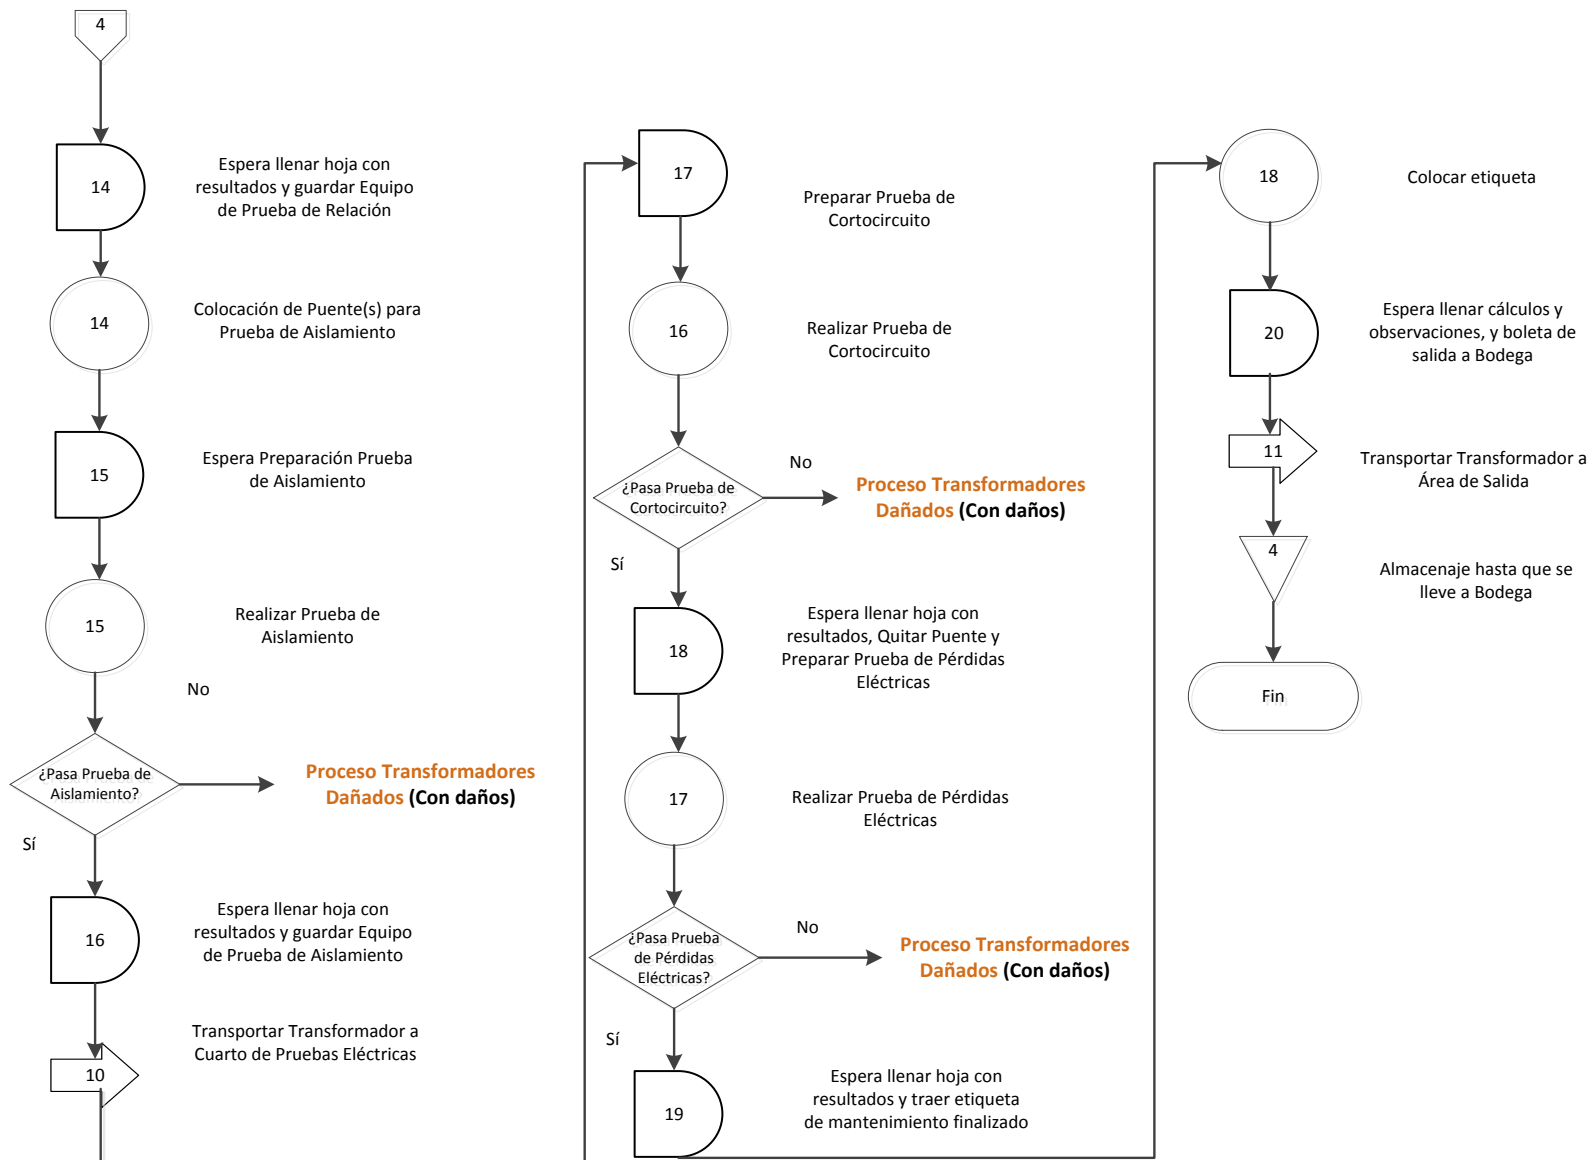 4
14
Espera llenar hoja con
resultados y guardar Equipo
de Prueba de Relación
14
Colocación de Puente(s) para
Prueba de Aislamiento
15
Espera Preparación Prueba
de Aislamiento
15
Realizar Prueba de
Aislamiento
No
¿Pasa Prueba de
Aislamiento?
Proceso Transformadores
Dañados (Con daños)
Sí
16
Espera llenar hoja con
resultados y guardar Equipo
de Prueba de Aislamiento
10
Transportar Transformador a
Cuarto de Pruebas Eléctricas
17
Preparar Prueba de
Cortocircuito
16
Realizar Prueba de
Cortocircuito
¿Pasa Prueba de
Cortocircuito?
No
Proceso Transformadores
Dañados (Con daños)
Sí
18
Espera llenar hoja con
resultados, Quitar Puente y
Preparar Prueba de Pérdidas
Eléctricas
17
Realizar Prueba de Pérdidas
Eléctricas
¿Pasa Prueba
de Pérdidas
Eléctricas?
No
Proceso Transformadores
Dañados (Con daños)
Sí
19
Espera llenar hoja con
resultados y traer etiqueta
de mantenimiento finalizado
18
Colocar etiqueta
20
Espera llenar cálculos y
observaciones, y boleta de
salida a Bodega
11
Transportar Transformador a
Área de Salida
4
Almacenaje hasta que se
lleve a Bodega
Fin